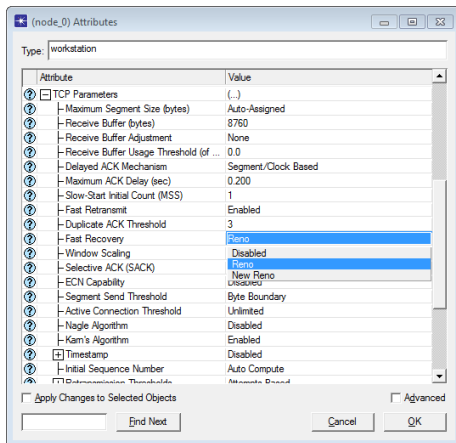 (node_0) Attributes
Type: workstation
Attribute Value
TCP Parameters (...)
Maximum Segment Size (bytes) Auto-Assigned
Receive Buffer (bytes) 8760
Receive Buffer Adjustment None
Receive Buffer Usage Threshold (of ... 0.0
Delayed ACK Mechanism Segment/Clock Based
Maximum ACK Delay (sec) 0.200
Slow-Start Initial Count (MSS) 1
Fast Retransmit Enabled
Duplicate ACK Threshold 3
Fast Recovery Reno
Window Scaling Disabled
Selective ACK (SACK) Reno
New Reno
ECN Capability Disabled
Segment Send Threshold Byte Boundary
Active Connection Threshold Unlimited
Nagle Algorithm Disabled
Karn's Algorithm Enabled
Timestamp Disabled
Initial Sequence Number Auto Compute
Retransmission Thresholds Attempts Based
Apply Changes to Selected Objects Advanced
Find Next Cancel OK